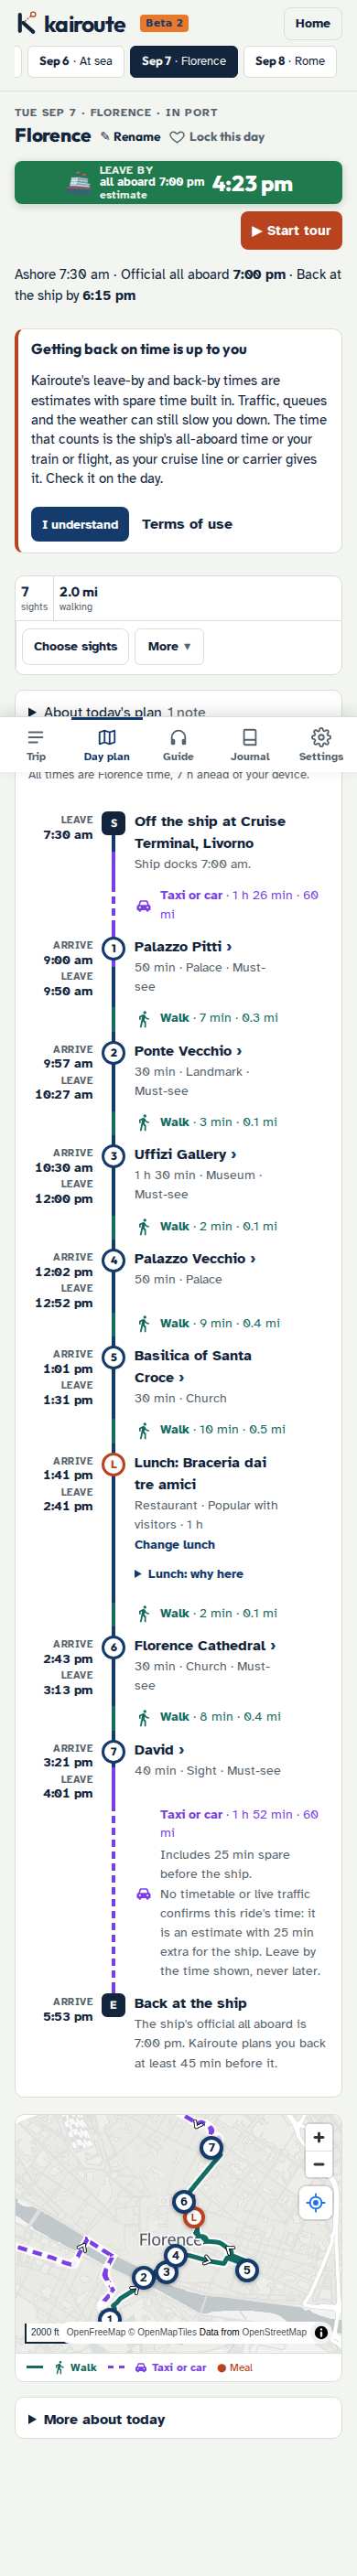 kairoute Beta 2 Home
Sep 6 · At sea Sep 7 · Florence Sep 8 · Rome
TUE SEP 7 · FLORENCE · IN PORT
Florence ✎ Rename ♡ Lock this day
LEAVE BY
all aboard 7:00 pm
estimate
4:23 pm
▶ Start tour
Ashore 7:30 am · Official all aboard 7:00 pm · Back at
the ship by 6:15 pm
Getting back on time is up to you
Kairoute's leave-by and back-by times are
estimates with spare time built in. Traffic, queues
and the weather can still slow you down. The time
that counts is the ship's all-aboard time or your
train or flight, as your cruise line or carrier gives
it. Check it on the day.
I understand Terms of use
7 2.0 mi
sights walking
Choose sights More ▼
▶ About today's plan 1 note
Trip Day plan Guide Journal Settings
All times are Florence time, 7 h ahead of your device.
LEAVE
7:30 am
S
Off the ship at Cruise
Terminal, Livorno
Ship docks 7:00 am.
Taxi or car · 1 h 26 min · 60
mi
ARRIVE
9:00 am
LEAVE
9:50 am
1
Palazzo Pitti ›
50 min · Palace · Must-
see
Walk · 7 min · 0.3 mi
ARRIVE
9:57 am
LEAVE
10:27 am
2
Ponte Vecchio ›
30 min · Landmark ·
Must-see
Walk · 3 min · 0.1 mi
ARRIVE
10:30 am
LEAVE
12:00 pm
3
Uffizi Gallery ›
1 h 30 min · Museum ·
Must-see
Walk · 2 min · 0.1 mi
ARRIVE
12:02 pm
LEAVE
12:52 pm
4
Palazzo Vecchio ›
50 min · Palace
Walk · 9 min · 0.4 mi
ARRIVE
1:01 pm
LEAVE
1:31 pm
5
Basilica of Santa
Croce ›
30 min · Church
Walk · 10 min · 0.5 mi
ARRIVE
1:41 pm
LEAVE
2:41 pm
L
Lunch: Braceria dai
tre amici
Restaurant · Popular with
visitors · 1 h
Change lunch
▶ Lunch: why here
Walk · 2 min · 0.1 mi
ARRIVE
2:43 pm
LEAVE
3:13 pm
6
Florence Cathedral ›
30 min · Church · Must-
see
Walk · 8 min · 0.4 mi
ARRIVE
3:21 pm
LEAVE
4:01 pm
7
David ›
40 min · Sight · Must-see
Taxi or car · 1 h 52 min · 60
mi
Includes 25 min spare
before the ship.
No timetable or live traffic
confirms this ride's time: it
is an estimate with 25 min
extra for the ship. Leave by
the time shown, never later.
ARRIVE
5:53 pm
E
Back at the ship
The ship's official all aboard is
7:00 pm. Kairoute plans you back
at least 45 min before it.
7
+
−
6
L
Florence
4
3
5
2
1
2000 ft OpenFreeMap © OpenMapTiles Data from OpenStreetMap
Walk Taxi or car Meal
▶ More about today